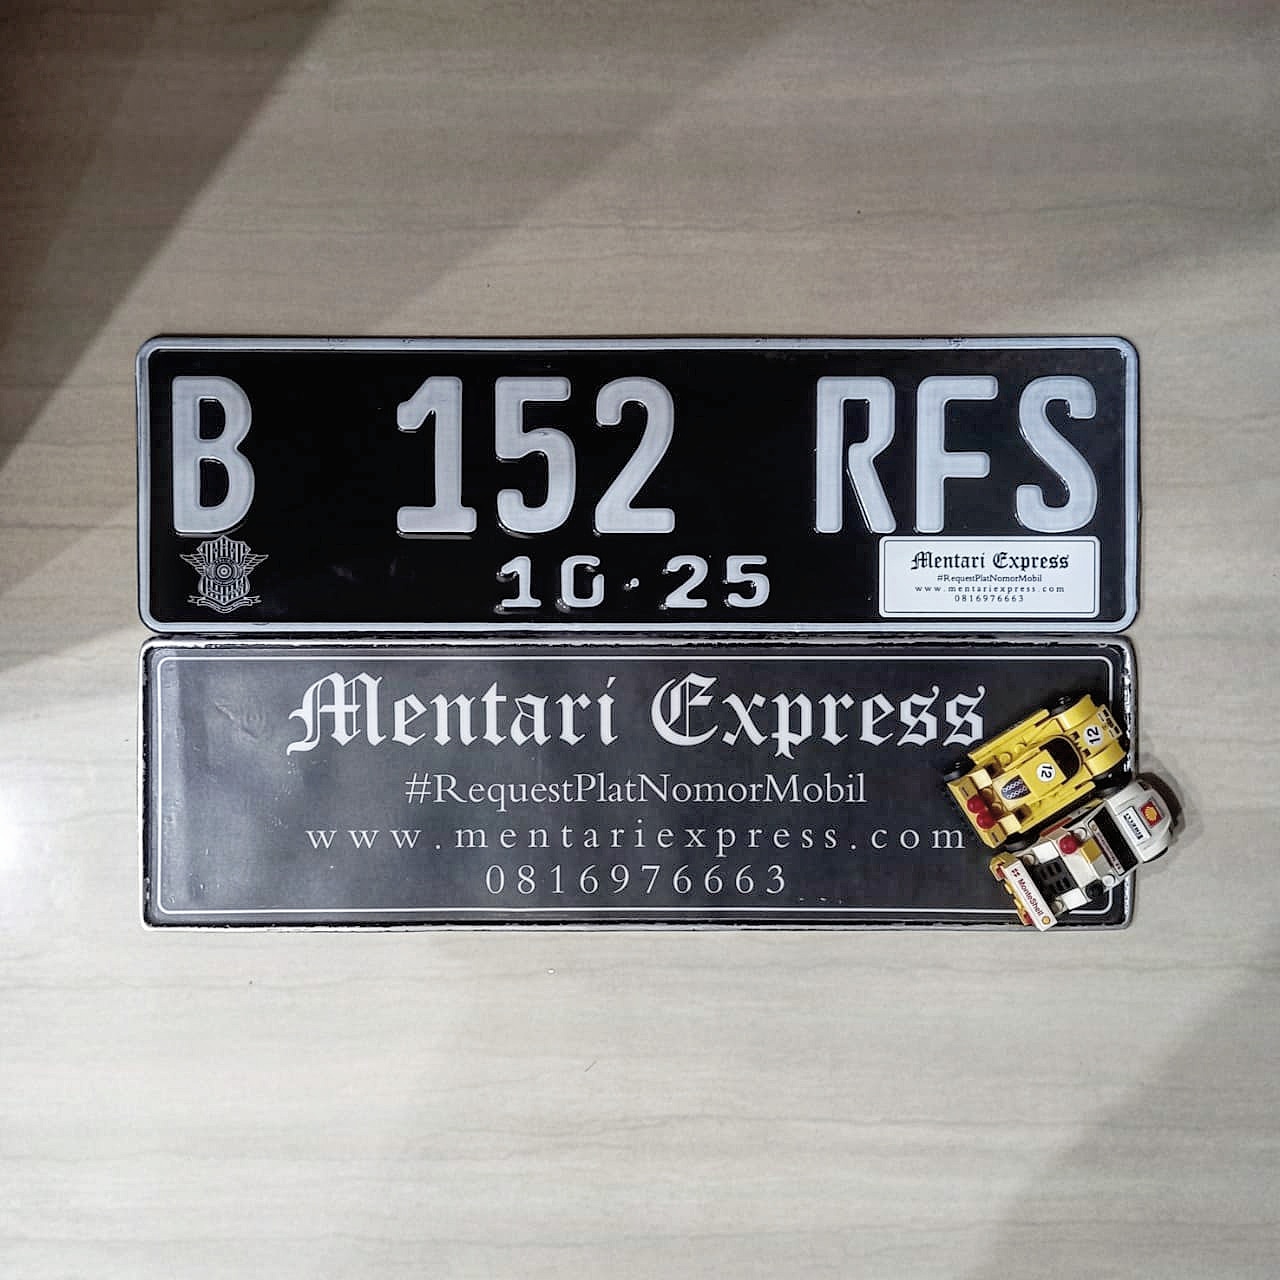 B 152 RFS
10·25
Mentari Express
#RequestPlatNomorMobil
www.mentariexpress.com
0816976663
Mentari Express
#RequestPlatNomorMobil
www.mentariexpress.com
0816976663
12
12
MonteShell